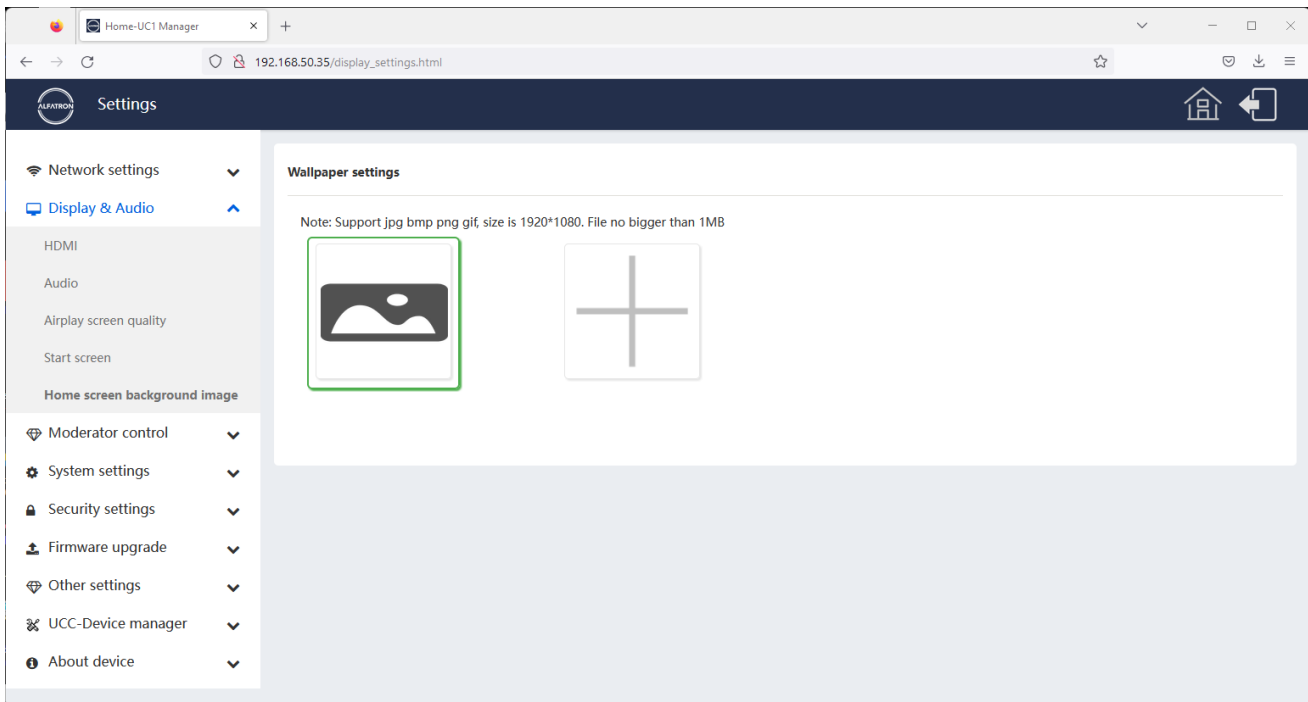 Home-UC1 Manager
192.168.50.35/display_settings.html
ALFATRON
Settings
Network settings
Display & Audio
HDMI
Audio
Airplay screen quality
Start screen
Home screen background image
Moderator control
System settings
Security settings
Firmware upgrade
Other settings
UCC-Device manager
About device
Wallpaper settings
Note: Support jpg bmp png gif, size is 1920*1080. File no bigger than 1MB